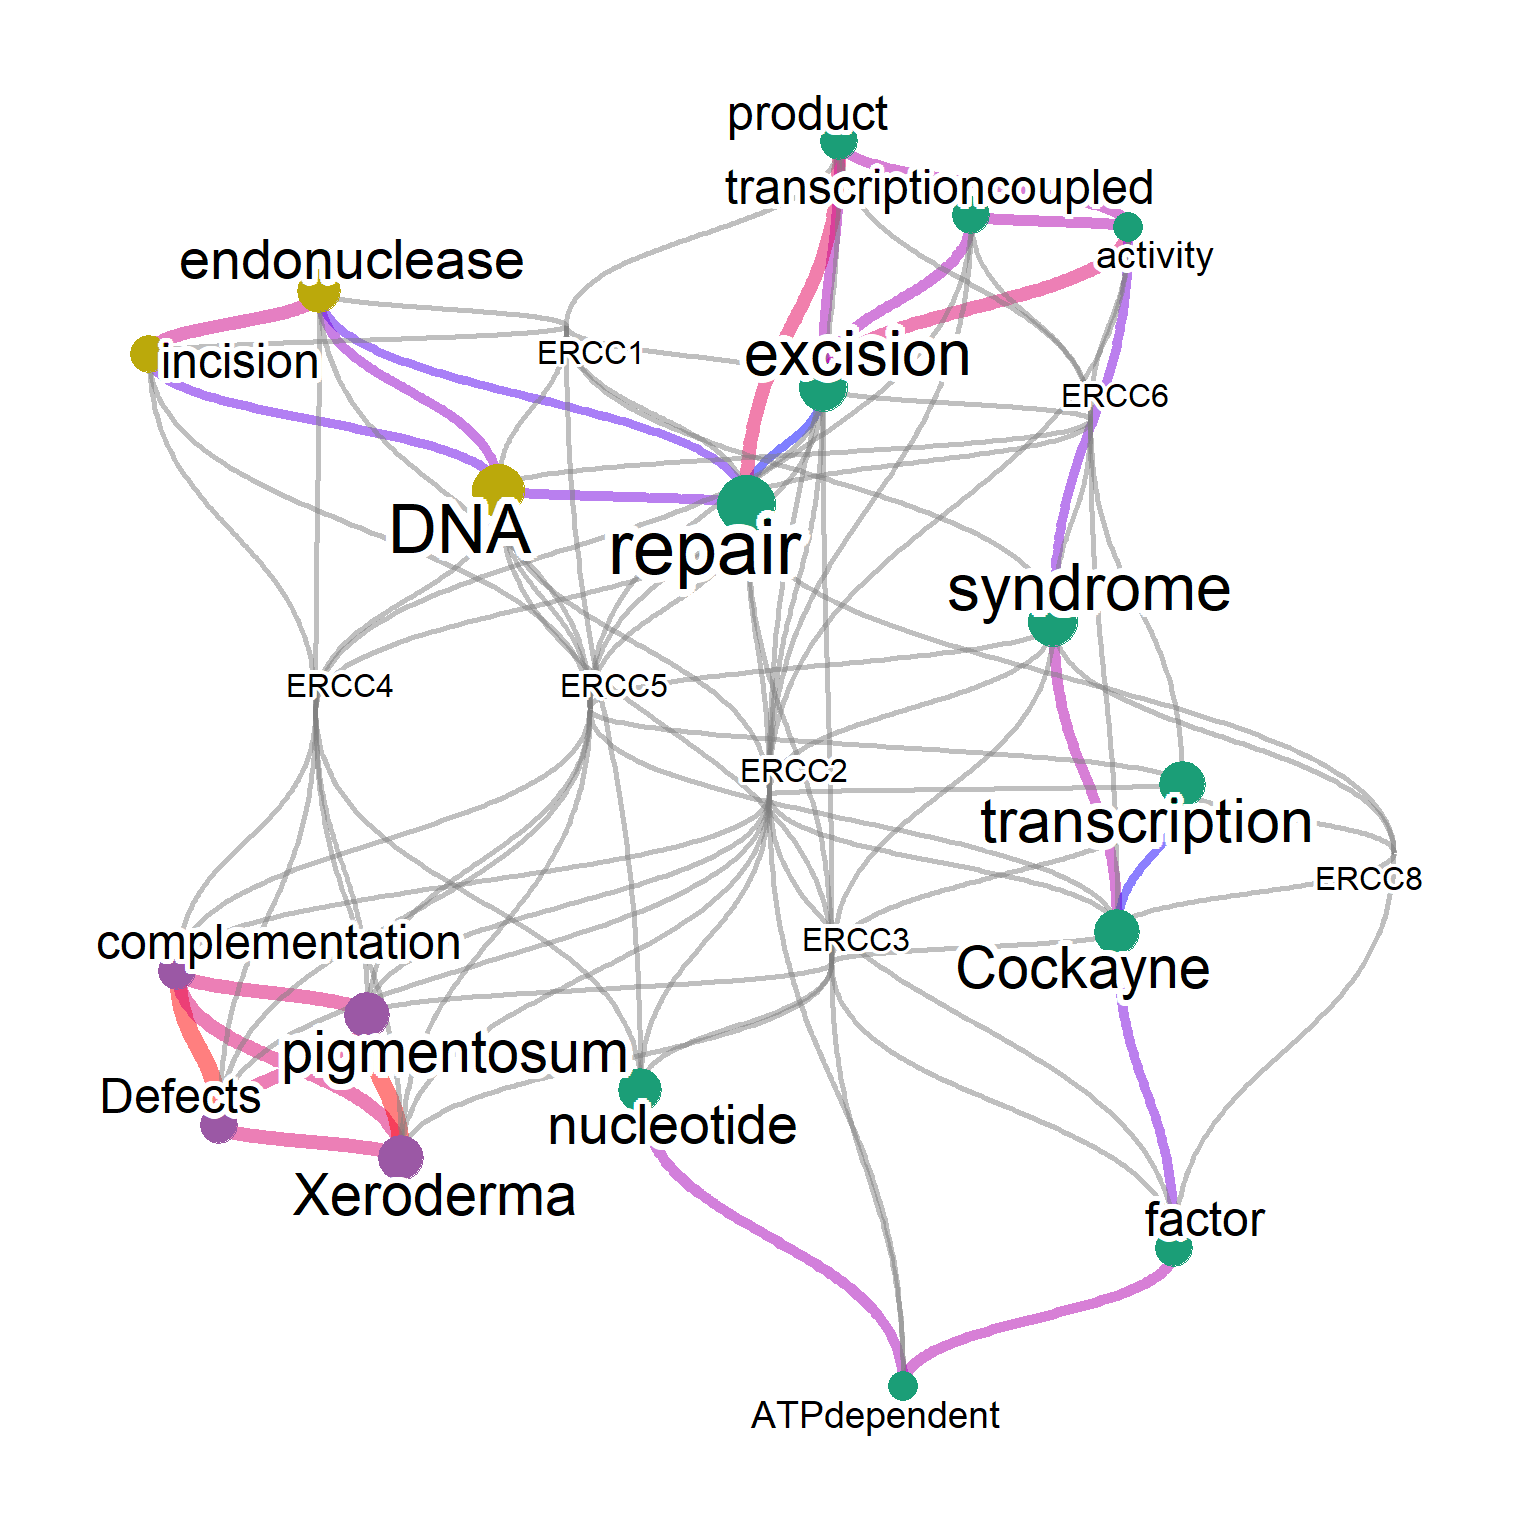 product
transcriptioncoupled
activity
endonuclease
incision
ERCC1
excision
ERCC6
DNA
repair
syndrome
ERCC4
ERCC5
ERCC2
transcription
ERCC8
complementation
ERCC3
Cockayne
pigmentosum
Defects
nucleotide
Xeroderma
factor
ATPdependent